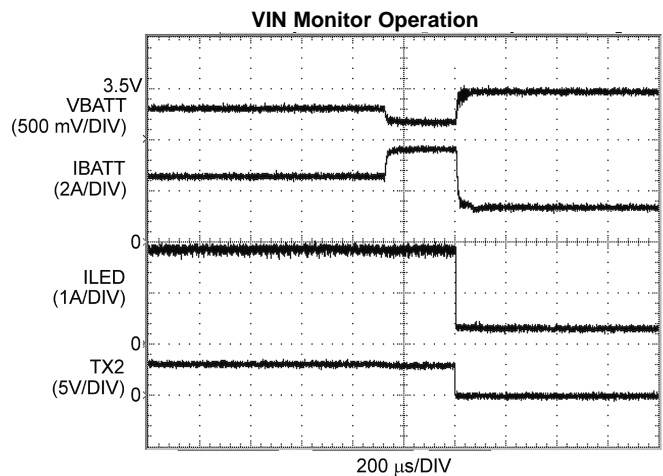 VIN Monitor Operation
3.5V
VBATT
(500 mV/DIV)
IBATT
(2A/DIV)
0
ILED
(1A/DIV)
0
TX2
(5V/DIV)
0
200 µs/DIV